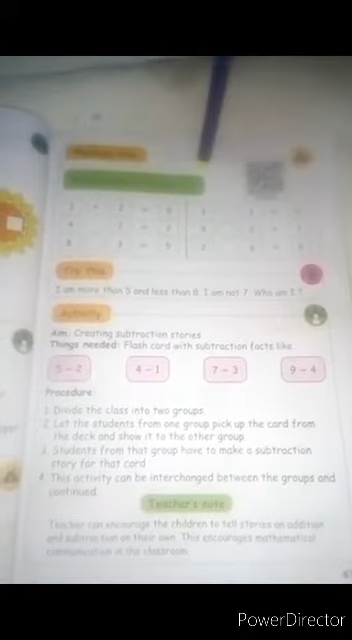 Try this
I am more than 5 and less than 8. I am not 7. Who am I?
Activity
Aim: Creating subtraction stories
Things needed: Flash card with subtraction facts like
5 - 2 4 - 1 7 - 3 9 - 4
Procedure:
1. Divide the class into two groups.
2. Let the students from one group pick up the card from
the deck and show it to the other group.
3. Students from that group have to make a subtraction
story for that card.
4. This activity can be interchanged between the groups and
continued.
Teacher's note
Teacher can encourage the children to tell stories on addition
and subtraction on their own. This encourages mathematical
communication in the classroom.
PowerDirector